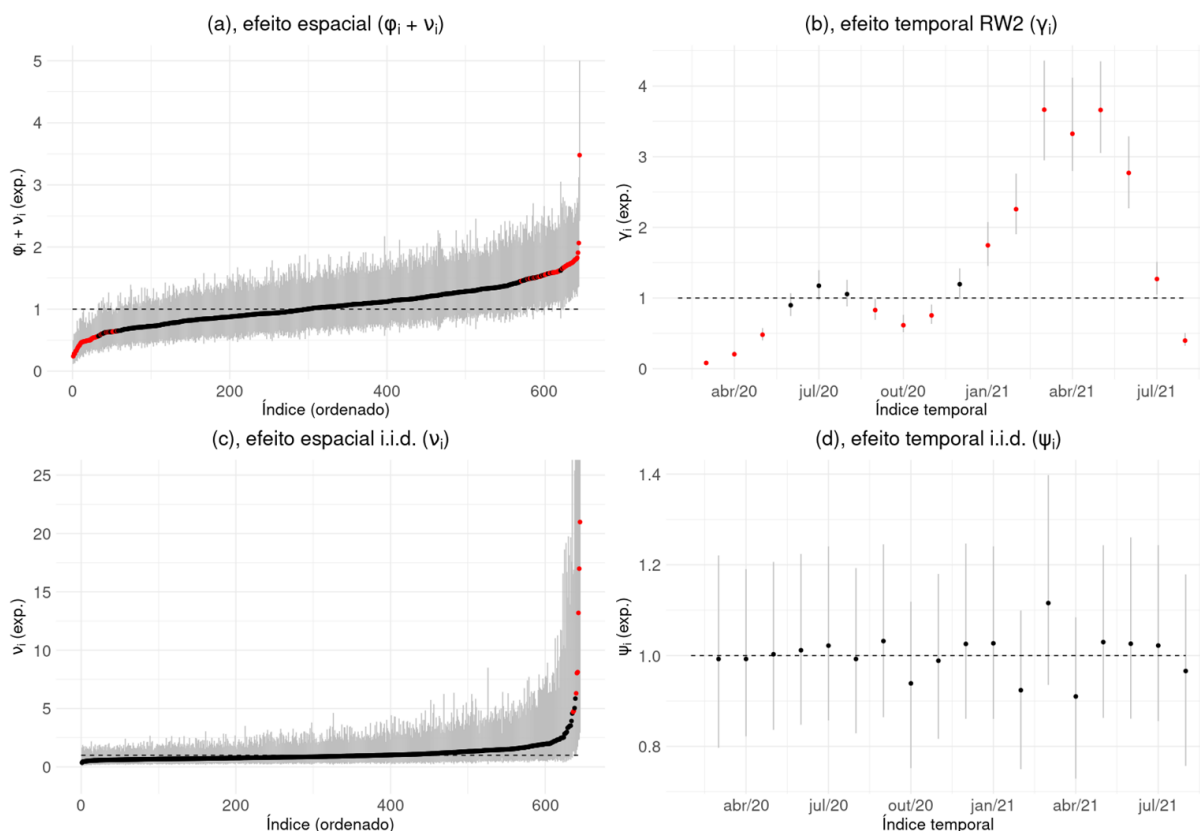 (a), efeito espacial (φi + νi)
5
4
3
2
1
0
φi + νi (exp.)
0
200
400
600
Índice (ordenado)
(b), efeito temporal RW2 (γi)
4
3
2
1
0
γi (exp.)
abr/20
jul/20
out/20
jan/21
abr/21
jul/21
Índice temporal
(c), efeito espacial i.i.d. (νi)
25
20
15
10
5
0
νi (exp.)
0
200
400
600
Índice (ordenado)
(d), efeito temporal i.i.d. (ψi)
1.4
1.2
1.0
0.8
ψi (exp.)
abr/20
jul/20
out/20
jan/21
abr/21
jul/21
Índice temporal